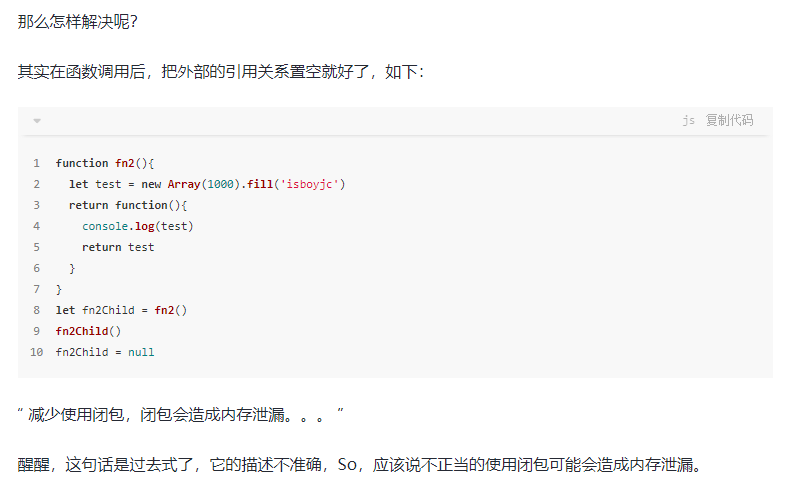 那么怎样解决呢？
其实在函数调用后，把外部的引用关系置空就好了，如下：
js 复制代码
1 function fn2(){
2   let test = new Array(1000).fill('isboyjc')
3   return function(){
4     console.log(test)
5     return test
6   }
7 }
8 let fn2Child = fn2()
9 fn2Child()
10 fn2Child = null
“ 减少使用闭包，闭包会造成内存泄漏。。。 ”
醒醒，这句话是过去式了，它的描述不准确，So，应该说不正当的使用闭包可能会造成内存泄漏。